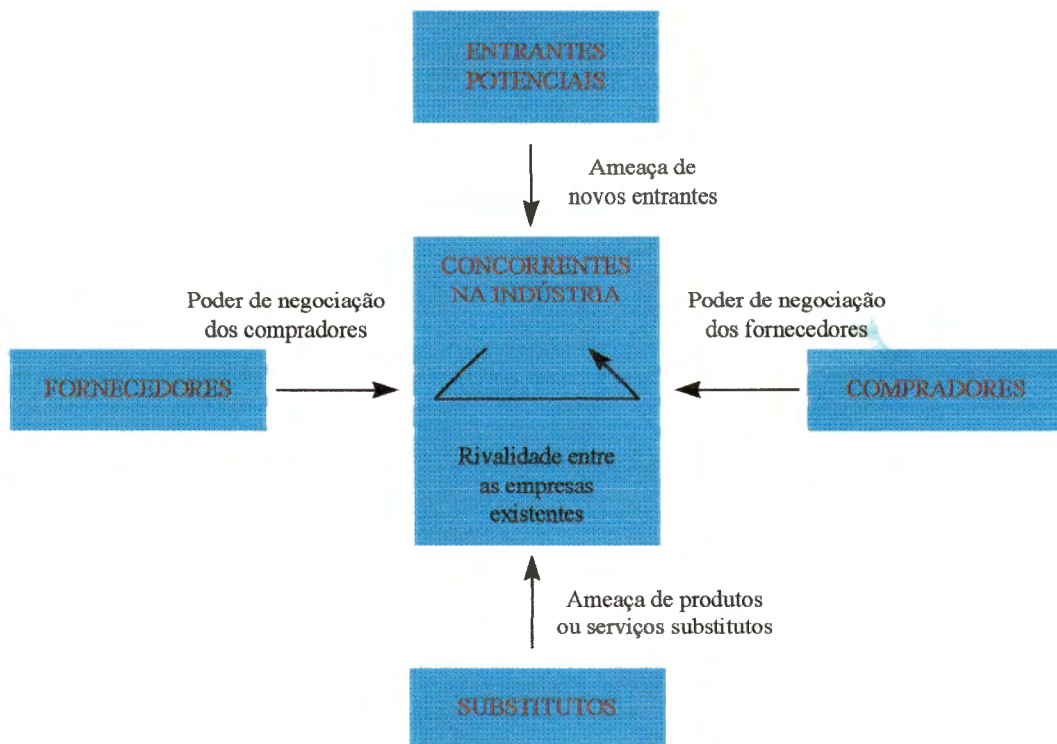 ENTRANTES
POTENCIAIS
Ameaça de
novos entrantes
CONCORRENTES
NA INDÚSTRIA
Poder de negociação
dos compradores
Poder de negociação
dos fornecedores
FORNECEDORES
COMPRADORES
Rivalidade entre
as empresas
existentes
Ameaça de produtos
ou serviços substitutos
SUBSTITUTOS